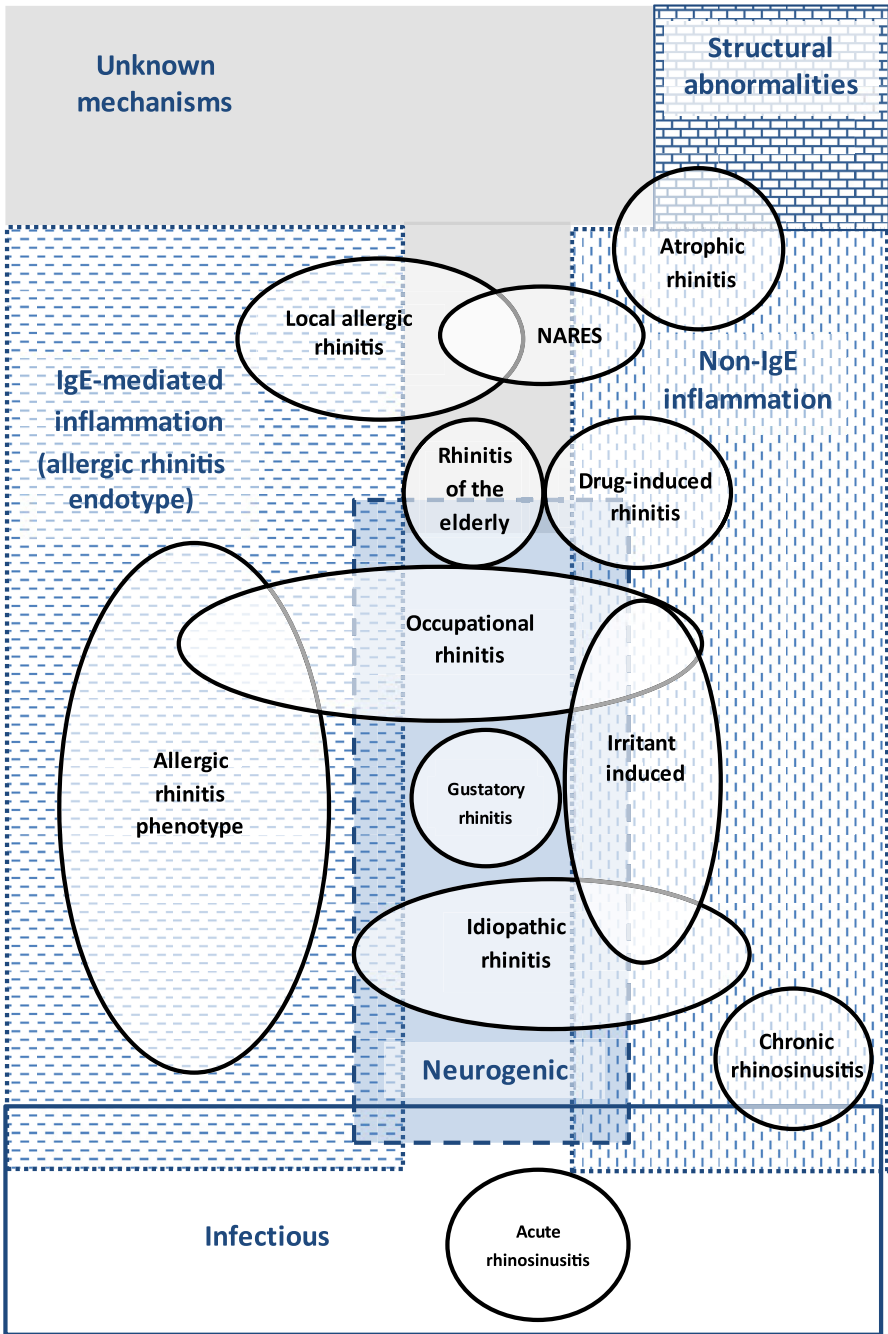 Unknown
mechanisms
Structural
abnormalities
Atrophic
rhinitis
Local allergic
rhinitis
NARES
Non-IgE
inflammation
IgE-mediated
inflammation
(allergic rhinitis
endotype)
Rhinitis
of the
elderly
Drug-induced
rhinitis
Occupational
rhinitis
Irritant
induced
Allergic
rhinitis
phenotype
Gustatory
rhinitis
Idiopathic
rhinitis
Chronic
rhinosinusitis
Neurogenic
Infectious
Acute
rhinosinusitis